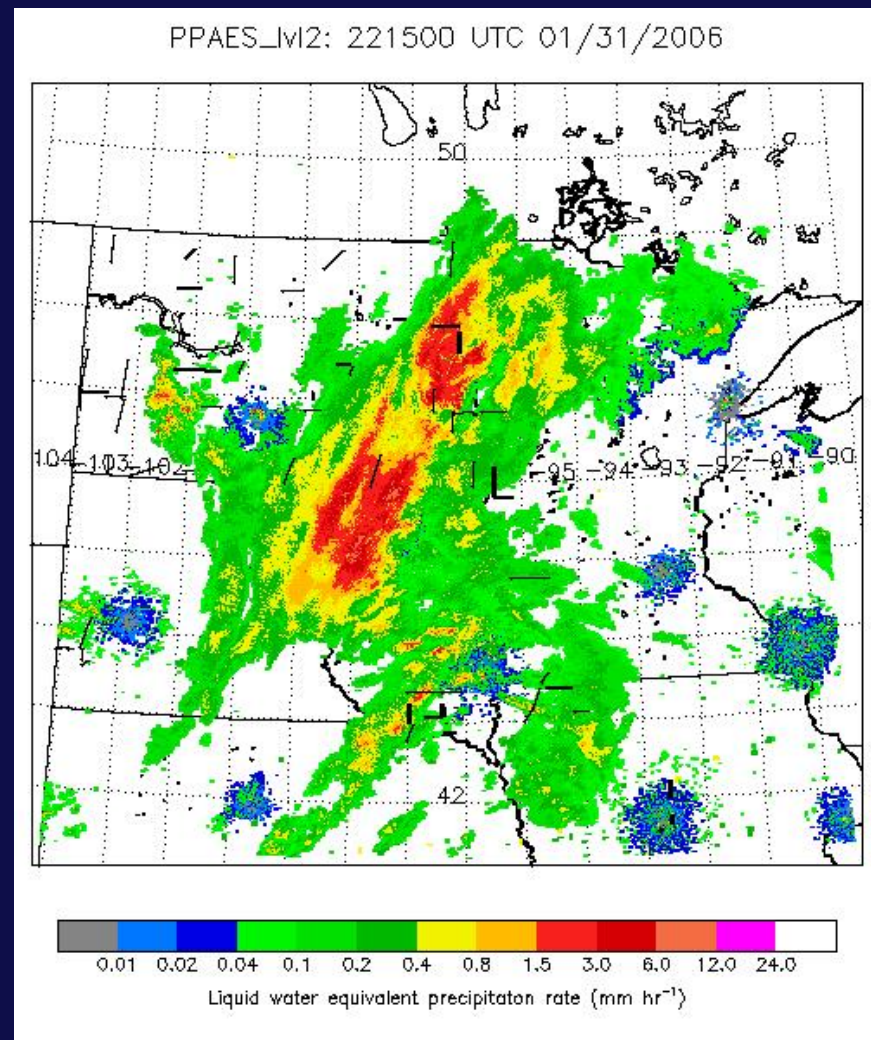 PPAES_lvl2: 221500 UTC 01/31/2006
50
-104 -103 -102 -95 -94 -93 -92 -91 -90
42
0.01 0.02 0.04 0.1 0.2 0.4 0.8 1.5 3.0 6.0 12.0 24.0
Liquid water equivalent precipitaton rate (mm hr⁻¹)